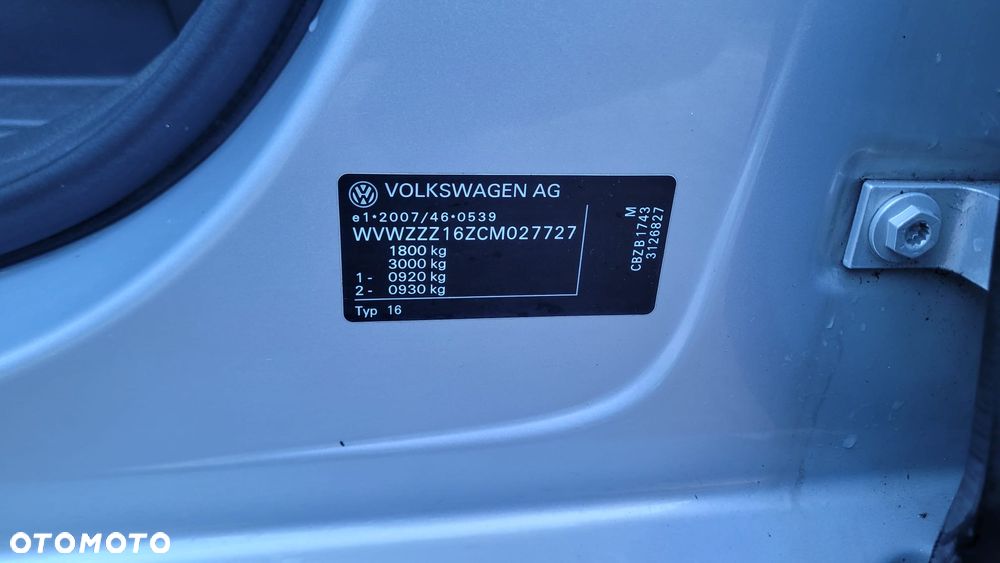 VOLKSWAGEN AG
e1•2007/46•0539
WVWZZZ16ZCM027727
1800 kg
3000 kg
1- 0920 kg
2- 0930 kg
Typ 16
M
CBZB1743
3126827
OTOMOTO